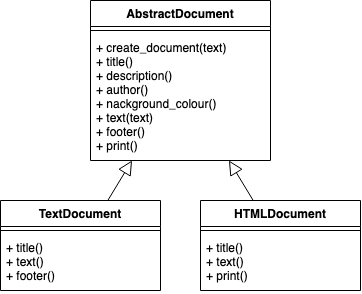 AbstractDocument
+ create_document(text)
+ title()
+ description()
+ author()
+ nackground_colour()
+ text(text)
+ footer()
+ print()
TextDocument
+ title()
+ text()
+ footer()
HTMLDocument
+ title()
+ text()
+ print()